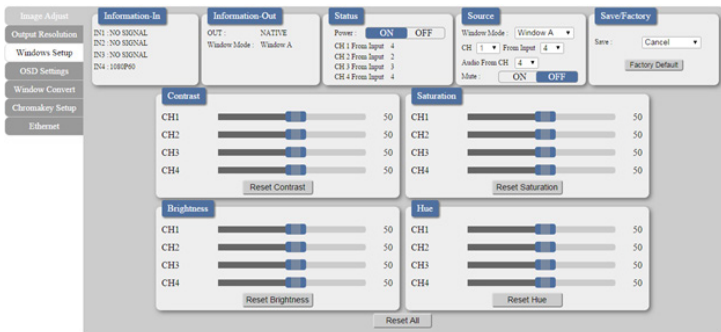 Image Adjust
Output Resolution
Windows Setup
OSD Settings
Window Convert
Chromakey Setup
Ethernet
Information-In
IN1 :NO SIGNAL
IN2 :NO SIGNAL
IN3 :NO SIGNAL
IN4 :1080P60
Information-Out
OUT : NATIVE
Window Mode : Window A
Status
Power : ON OFF
CH 1 From Input 4
CH 2 From Input 2
CH 3 From Input 3
CH 4 From Input 4
Source
Window Mode : Window A
CH 1 From Input 4
Audio From CH 4
Mute : ON OFF
Save/Factory
Save : Cancel
Factory Default
Contrast
CH1 50
CH2 50
CH3 50
CH4 50
Reset Contrast
Saturation
CH1 50
CH2 50
CH3 50
CH4 50
Reset Saturation
Brightness
CH1 50
CH2 50
CH3 50
CH4 50
Reset Brightness
Hue
CH1 50
CH2 50
CH3 50
CH4 50
Reset Hue
Reset All